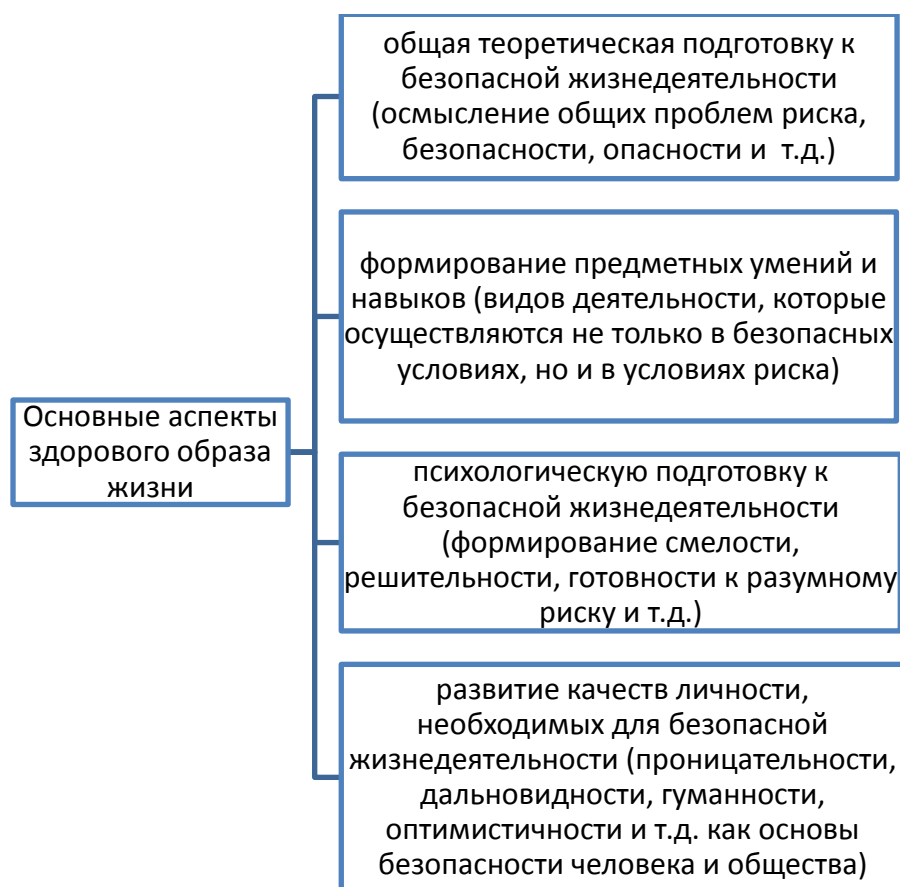 общая теоретическая подготовку к
безопасной жизнедеятельности
(осмысление общих проблем риска,
безопасности, опасности и т.д.)
формирование предметных умений и
навыков (видов деятельности, которые
осуществляются не только в безопасных
условиях, но и в условиях риска)
Основные аспекты
здорового образа
жизни
психологическую подготовку к
безопасной жизнедеятельности
(формирование смелости,
решительности, готовности к разумному
риску и т.д.)
развитие качеств личности,
необходимых для безопасной
жизнедеятельности (проницательности,
дальновидности, гуманности,
оптимистичности и т.д. как основы
безопасности человека и общества)